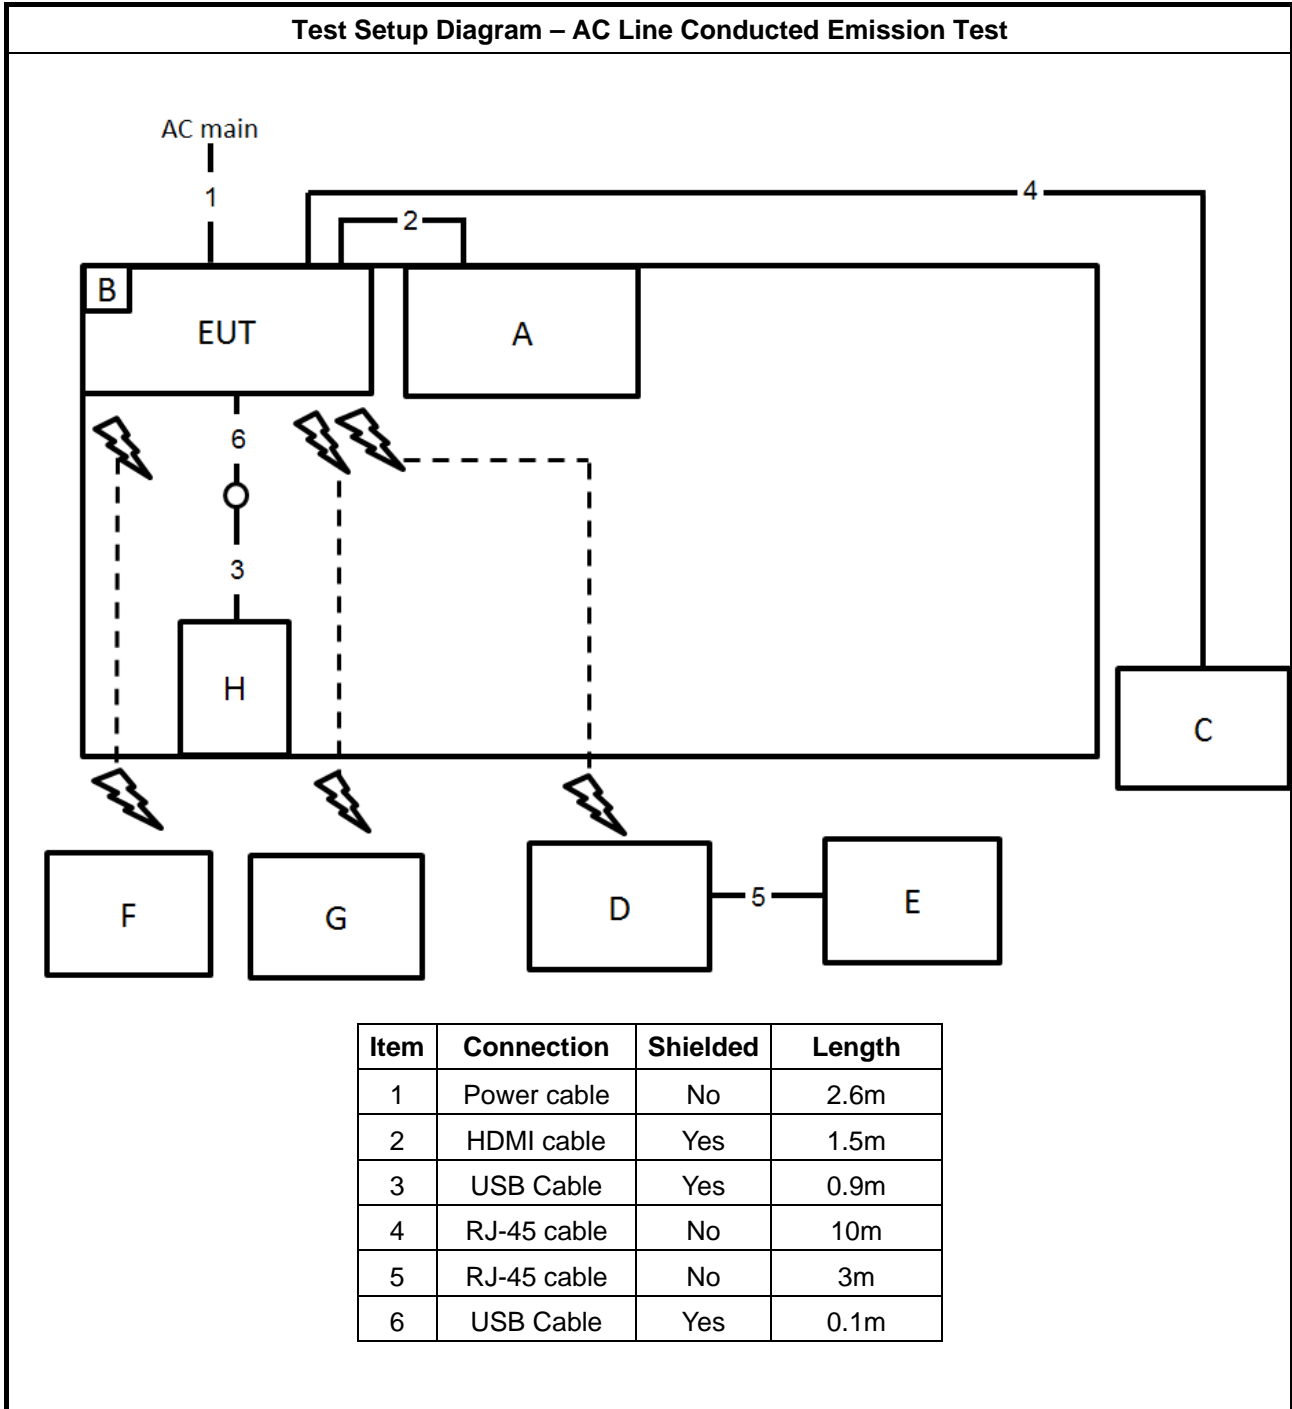 Test Setup Diagram – AC Line Conducted Emission Test
AC main
1
4
2
B
EUT
A
6
3
H
C
F
G
D
5
E
Item Connection Shielded Length
1 Power cable No 2.6m
2 HDMI cable Yes 1.5m
3 USB Cable Yes 0.9m
4 RJ-45 cable No 10m
5 RJ-45 cable No 3m
6 USB Cable Yes 0.1m